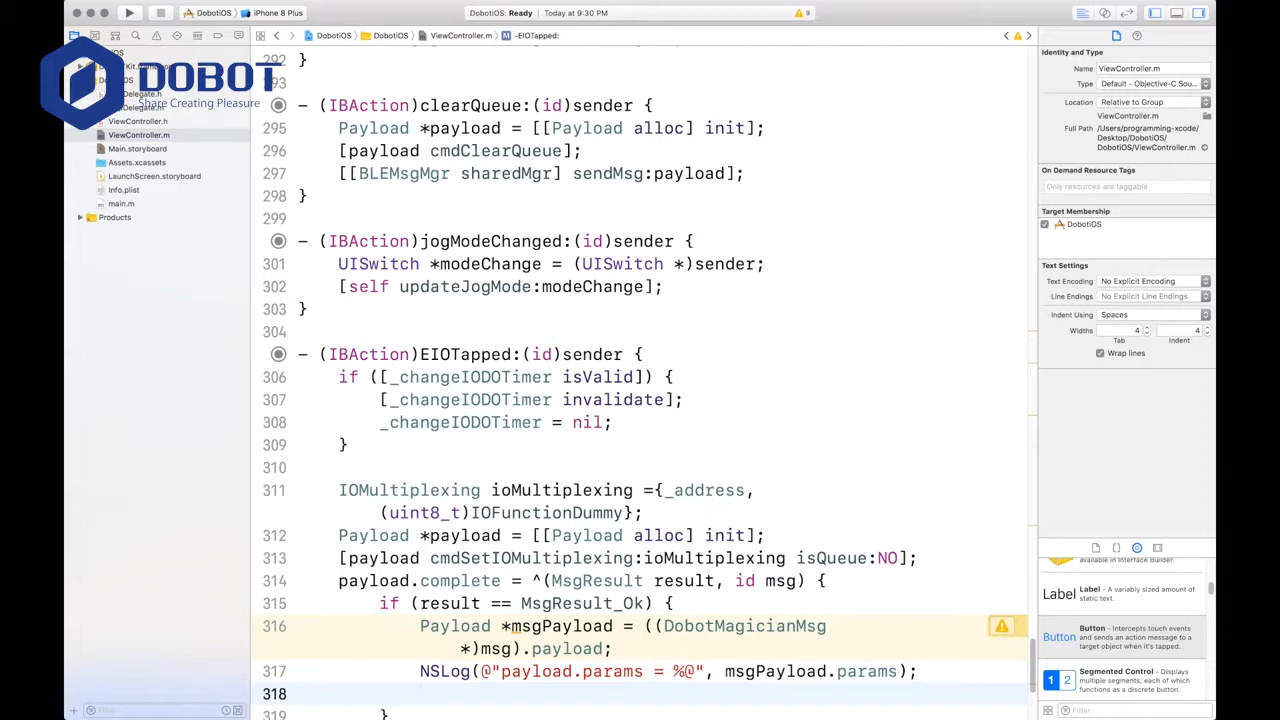 DobotiOS
iPhone 8 Plus
DobotiOS: Ready
Today at 9:30 PM
9
DobotiOS
DobotiOS
ViewController.m
M
-EIOTapped:
DOBOT
Share Creating Pleasure
ViewController.h
ViewController.m
Main.storyboard
Assets.xcassets
LaunchScreen.storyboard
Info.plist
main.m
Products
Filter
292 }
293
- (IBAction)clearQueue:(id)sender {
295 Payload *payload = [[Payload alloc] init];
296 [payload cmdClearQueue];
297 [[BLEMsgMgr sharedMgr] sendMsg:payload];
298 }
299
- (IBAction)jogModeChanged:(id)sender {
301 UISwitch *modeChange = (UISwitch *)sender;
302 [self updateJogMode:modeChange];
303 }
304
- (IBAction)EIOTapped:(id)sender {
306 if ([_changeIODOTimer isValid]) {
307 [_changeIODOTimer invalidate];
308 _changeIODOTimer = nil;
309 }
310
311 IOMultiplexing ioMultiplexing ={_address,
(uint8_t)IOFunctionDummy};
312 Payload *payload = [[Payload alloc] init];
313 [payload cmdSetIOMultiplexing:ioMultiplexing isQueue:NO];
314 payload.complete = ^(MsgResult result, id msg) {
315 if (result == MsgResult_Ok) {
316 Payload *msgPayload = ((DobotMagicianMsg
*)msg).payload;
317 NSLog(@"payload.params = %@", msgPayload.params);
318
319 }
Identity and Type
Name ViewController.m
Type Default - Objective-C Sou...
Location Relative to Group
ViewController.m
Full Path /Users/programming-xcode/
Desktop/DobotiOS/
DobotiOS/ViewController.m
On Demand Resource Tags
Only resources are taggable
Target Membership
DobotiOS
Text Settings
Text Encoding No Explicit Encoding
Line Endings No Explicit Line Endings
Indent Using Spaces
Widths 4 4
Tab Indent
Wrap lines
available in Interface Builder.
Label Label - A variably sized amount of
static text.
Button Button - Intercepts touch events
and sends an action message to a
target object when it's tapped.
1 2 Segmented Control - Displays
multiple segments, each of which
functions as a discrete button.
Filter